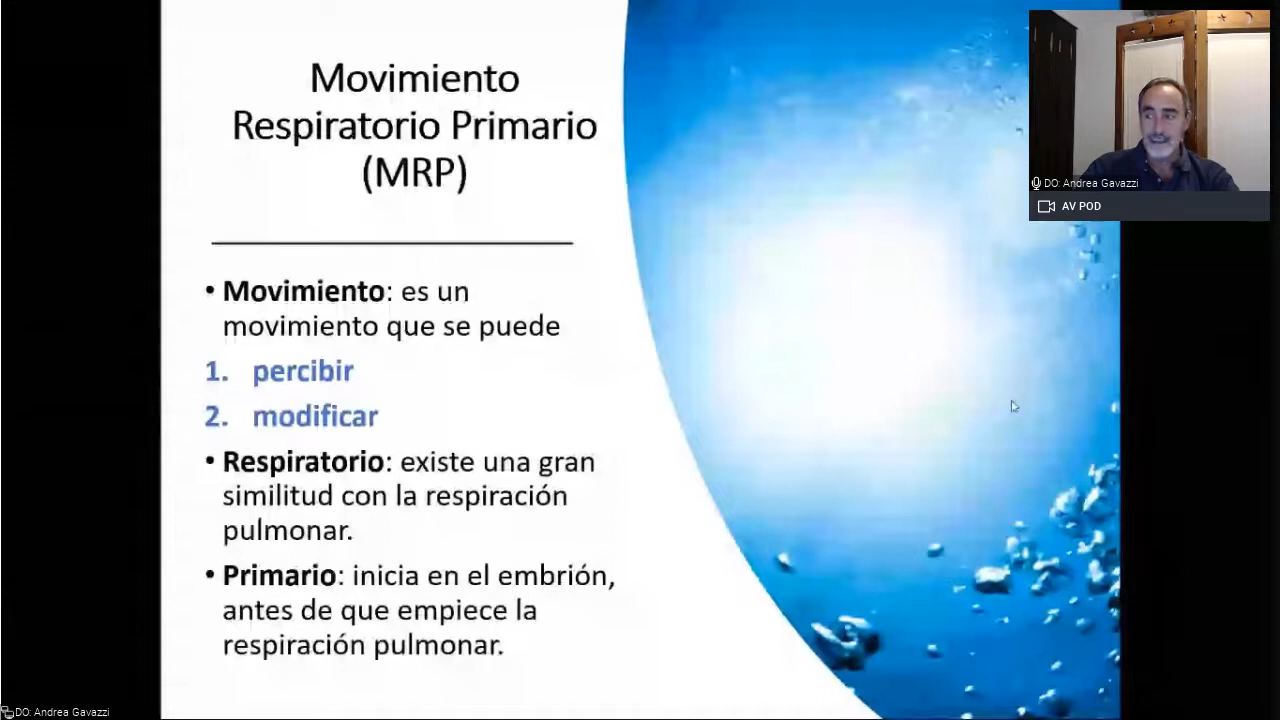 Movimiento
Respiratorio Primario
(MRP)
• Movimiento: es un
movimiento que se puede
1. percibir
2. modificar
• Respiratorio: existe una gran
similitud con la respiración
pulmonar.
• Primario: inicia en el embrión,
antes de que empiece la
respiración pulmonar.
DO: Andrea Gavazzi
AV POD
DO: Andrea Gavazzi